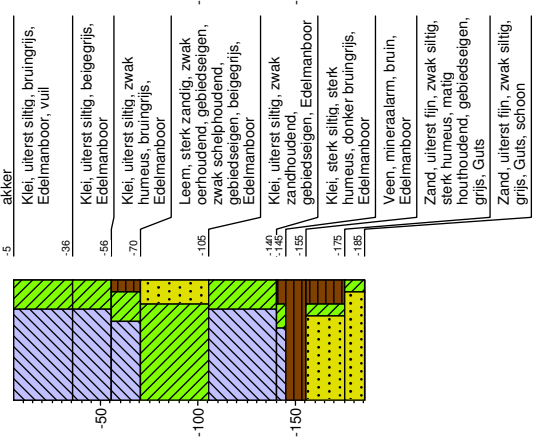 akker
-5
Klei, uiterst siltig, bruingrijs,
Edelmanboor, vuil
-36
Klei, uiterst siltig, beigegrijs,
Edelmanboor
-56
Klei, uiterst siltig, zwak
humeus, bruingrijs,
Edelmanboor
-70
Leem, sterk zandig, zwak
oerhoudend, gebiedseigen,
zwak schelphoudend,
gebiedseigen, beigegrijs,
Edelmanboor
-105
Klei, uiterst siltig, zwak
zandhoudend,
gebiedseigen, Edelmanboor
-140
Klei, sterk siltig, sterk
humeus, donker bruingrijs,
Edelmanboor
-145
Veen, mineraalarm, bruin,
Edelmanboor
-155
Zand, uiterst fijn, zwak siltig,
sterk humeus, matig
houthoudend, gebiedseigen,
grijs, Guts
-175
Zand, uiterst fijn, zwak siltig,
grijs, Guts, schoon
-185
-50
-100
-150